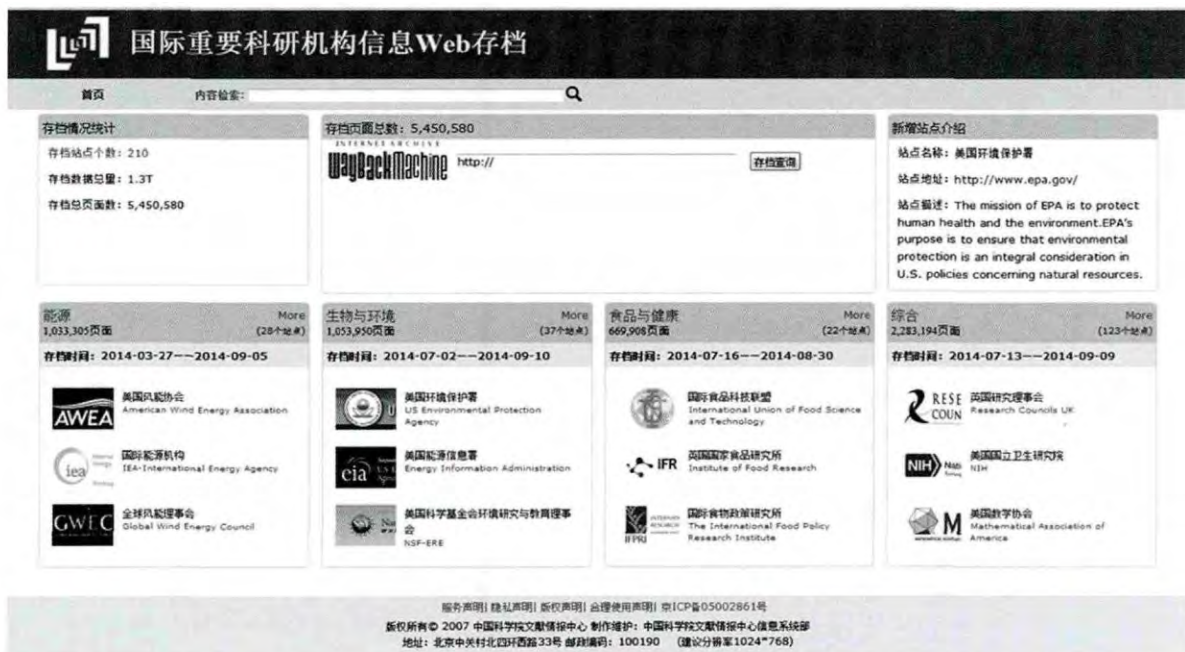 国际重要科研机构信息Web存档
首页 内容检索:
存档情况统计
存档站点个数: 210
存档数据总量: 1.3T
存档总页面数: 5,450,580
存档页面总数: 5,450,580
INTERNET ARCHIVE
WayBackMachine http:// 存档查询
新增站点介绍
站点名称: 美国环境保护署
站点地址: http://www.epa.gov/
站点描述: The mission of EPA is to protect
human health and the environment.EPA's
purpose is to ensure that environmental
protection is an integral consideration in
U.S. policies concerning natural resources.
能源 More
1,033,305页面 (28个站点)
存档时间: 2014-03-27——2014-09-05
AWEA
美国风能协会
American Wind Energy Association
iea
国际能源机构
IEA-International Energy Agency
GWEC
全球风能理事会
Global Wind Energy Council
生物与环境 More
1,053,950页面 (37个站点)
存档时间: 2014-07-02——2014-09-10
美国环境保护署
US Environmental Protection
Agency
eia
美国能源信息署
Energy Information Administration
美国科学基金会环境研究与教育理事
会
NSF-ERE
食品与健康 More
669,908页面 (22个站点)
存档时间: 2014-07-16——2014-08-30
国际食品科技联盟
International Union of Food Science
and Technology
IFR
英国国家食品研究所
Institute of Food Research
IFPRI
国际食物政策研究所
The International Food Policy
Research Institute
综合 More
2,283,194页面 (123个站点)
存档时间: 2014-07-13——2014-09-09
RESE
COUN
英国研究理事会
Research Councils UK
NIH
美国国立卫生研究院
NIH
M
美国数学协会
Mathematical Association of
America
服务声明| 隐私声明| 版权声明| 合理使用声明| 京ICP备05002861号
版权所有© 2007 中国科学院文献情报中心 制作维护: 中国科学院文献情报中心信息系统部
地址: 北京中关村北四环西路33号 邮政编码: 100190 (建议分辨率1024*768)